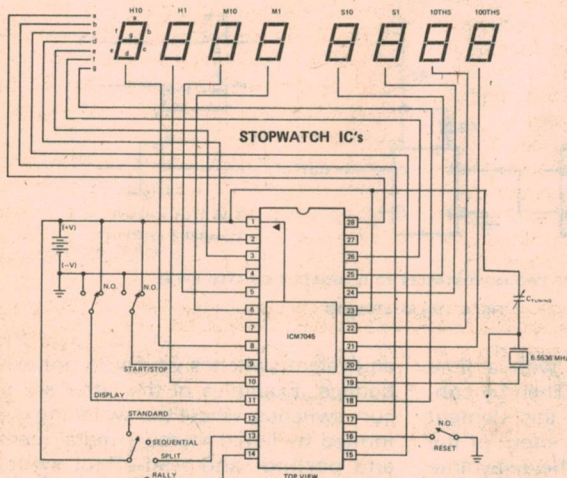 H10 H1 M10 M1 S10 S1 10THS 100THS
a
b
c
d
e
f
g
a
f b
g
e c
d
STOPWATCH IC's
(+V)
(−V)
N.O. N.O.
START/STOP
DISPLAY
STANDARD
SEQUENTIAL
SPLIT
RALLY
1 28
2 27
3 26
4 25
5 24
6 23
7 22
8 21
9 20
10 19
11 18
12 17
13 16
14 15
ICM7045
TOP VIEW
CTUNING
6.5536 MHz
N.O.
RESET